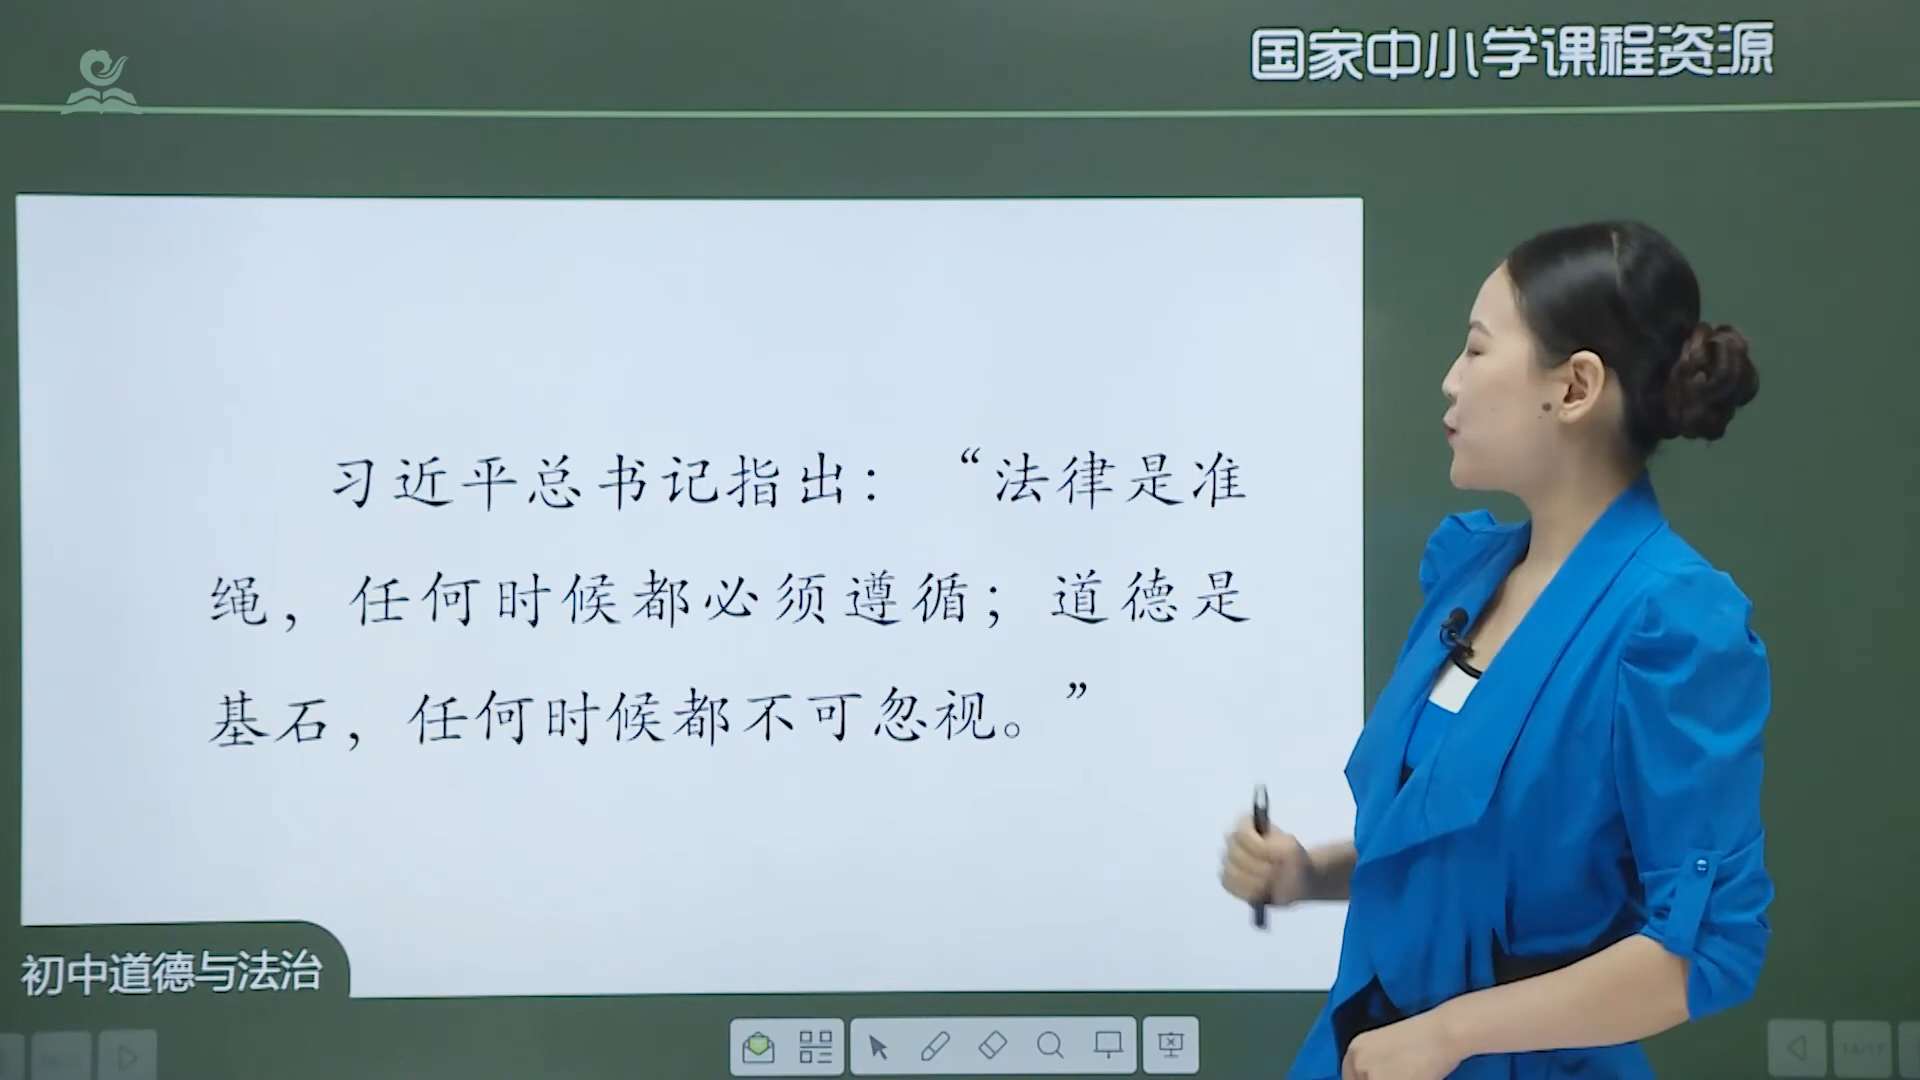 国家中小学课程资源
习近平总书记指出：“法律是准
绳，任何时候都必须遵循；道德是
基石，任何时候都不可忽视。”
初中道德与法治